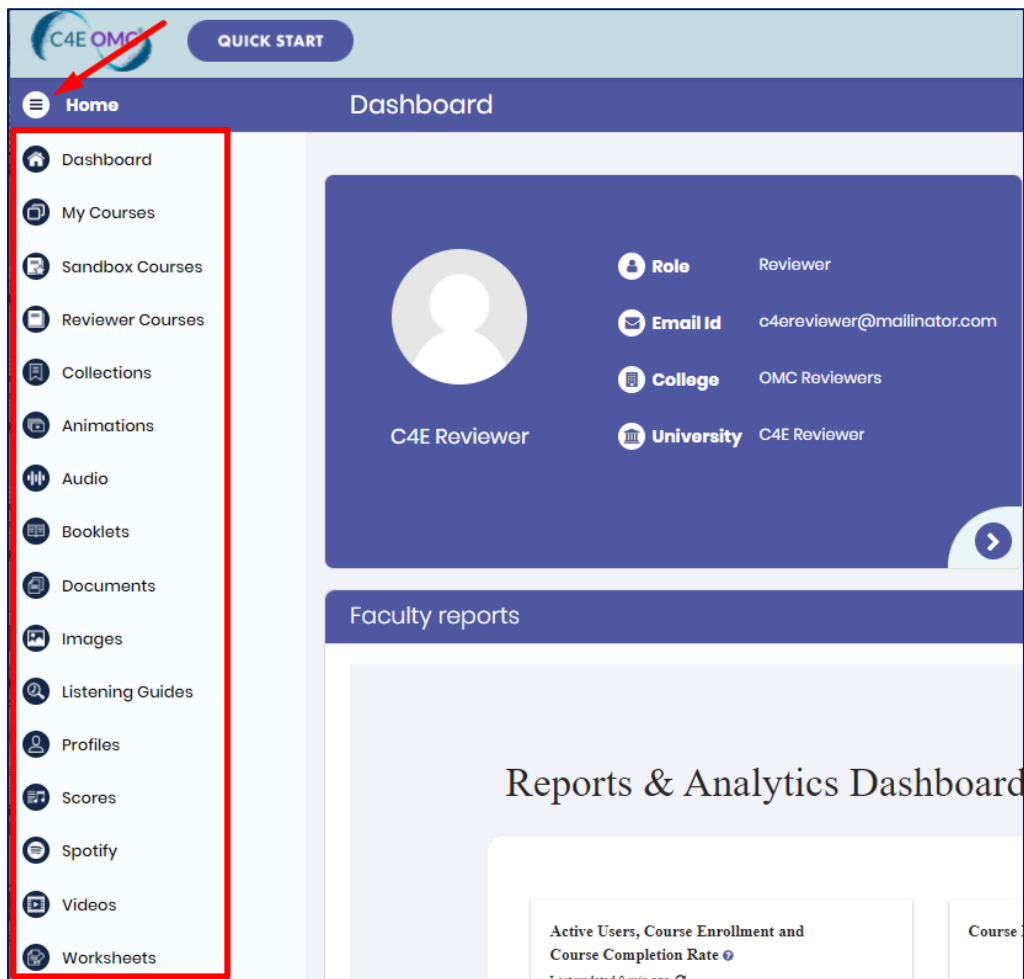 C4E OMC
QUICK START
Home
Dashboard
Dashboard
My Courses
Sandbox Courses
Reviewer Courses
Collections
Animations
Audio
Booklets
Documents
Images
Listening Guides
Profiles
Scores
Spotify
Videos
Worksheets
C4E Reviewer
Role Reviewer
Email Id c4ereviewer@mailinator.com
College OMC Reviewers
University C4E Reviewer
Faculty reports
Reports & Analytics Dashboard
Active Users, Course Enrollment and
Course Completion Rate
Course